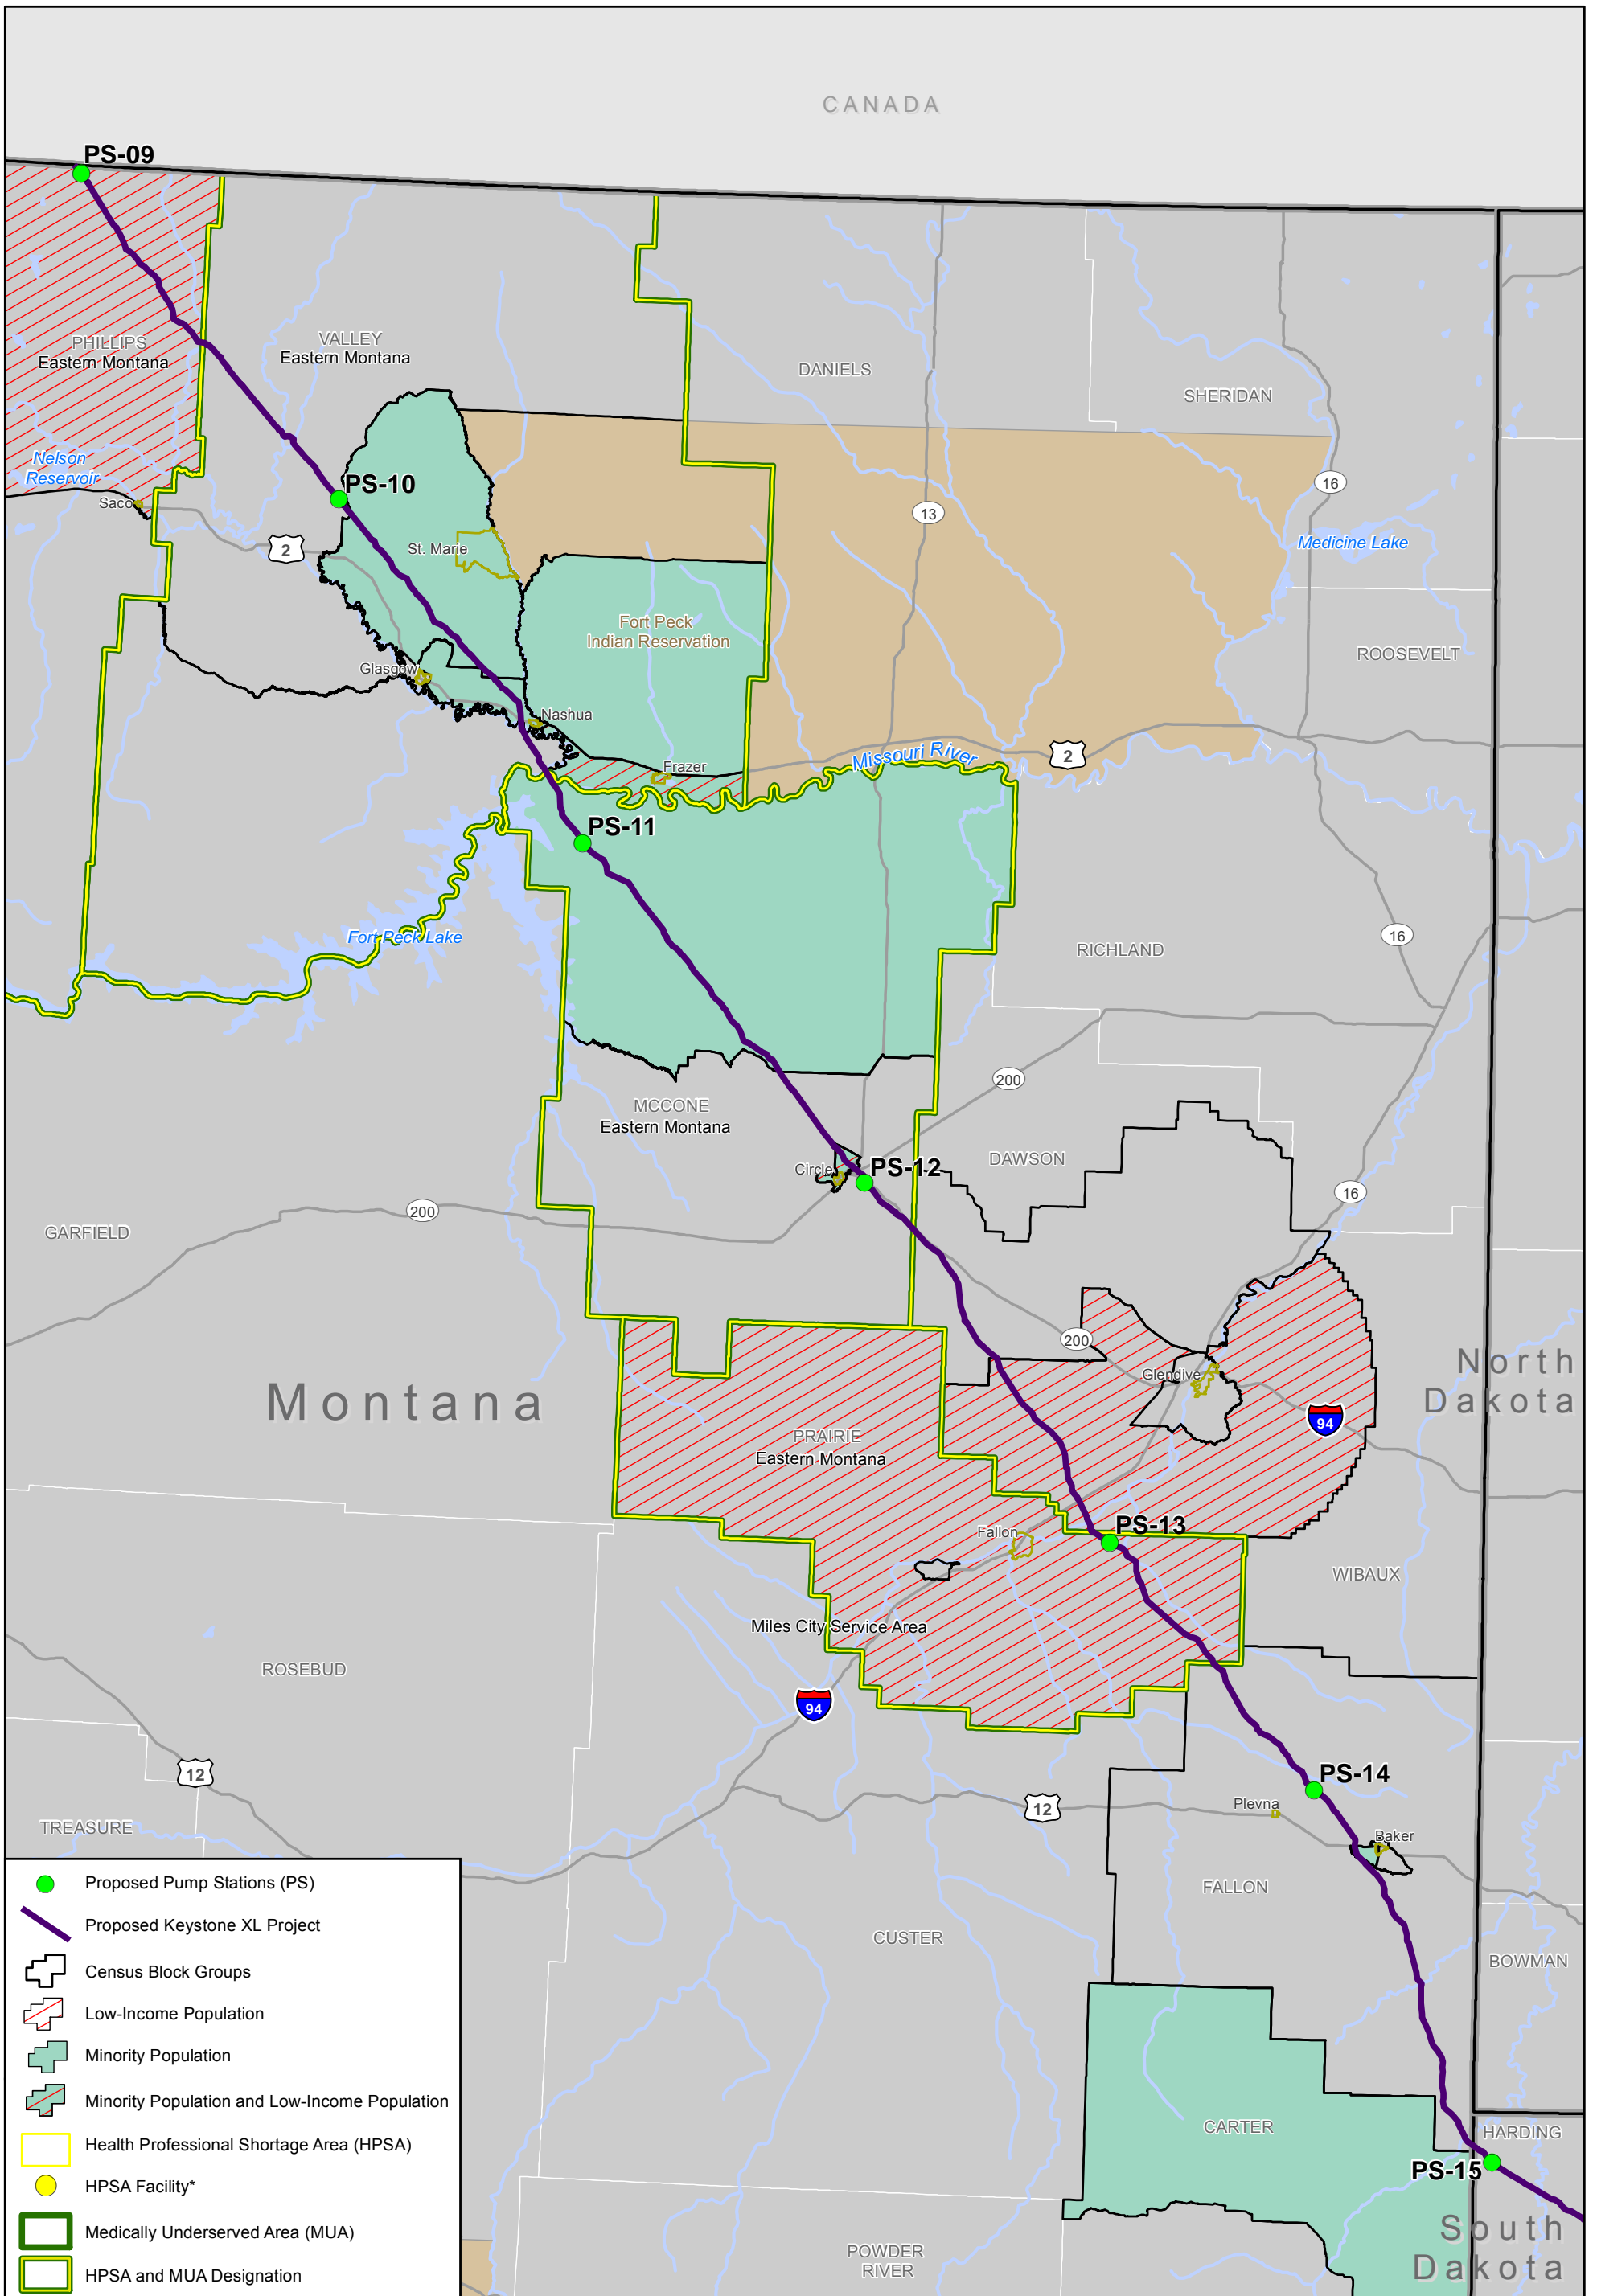 CANADA
PS-09
PHILLIPS
Eastern Montana
VALLEY
Eastern Montana
DANIELS
SHERIDAN
Nelson
Reservoir
Saco
PS-10
16
13
2
St. Marie
Medicine Lake
Fort Peck
Indian Reservation
ROOSEVELT
Glasgow
Nashua
Frazer
Missouri River
2
PS-11
Fort Peck Lake
RICHLAND
16
200
MCCONE
Eastern Montana
Circle
PS-12
DAWSON
16
GARFIELD
200
200
Glendive
Montana
North
Dakota
94
PRAIRIE
Eastern Montana
Fallon
PS-13
WIBAUX
Miles City Service Area
ROSEBUD
94
12
PS-14
Plevna
12
Baker
TREASURE
FALLON
CUSTER
BOWMAN
CARTER
HARDING
PS-15
South
Dakota
POWDER
RIVER
Proposed Pump Stations (PS)
Proposed Keystone XL Project
Census Block Groups
Low-Income Population
Minority Population
Minority Population and Low-Income Population
Health Professional Shortage Area (HPSA)
HPSA Facility*
Medically Underserved Area (MUA)
HPSA and MUA Designation